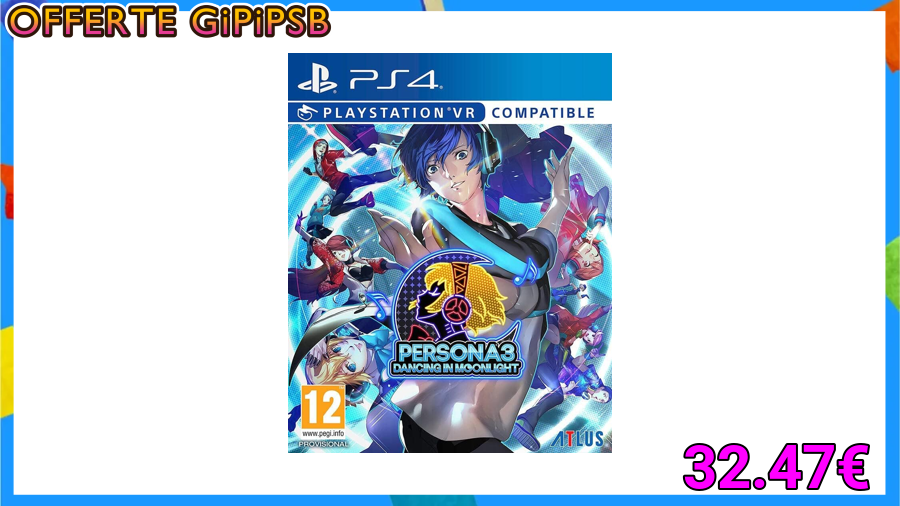 OFFERTE GiPiPSB
PS4
PLAYSTATION®VR COMPATIBLE
PERSONA3
DANCING IN MOONLIGHT
12
www.pegi.info
PROVISIONAL
ATLUS
32.47€